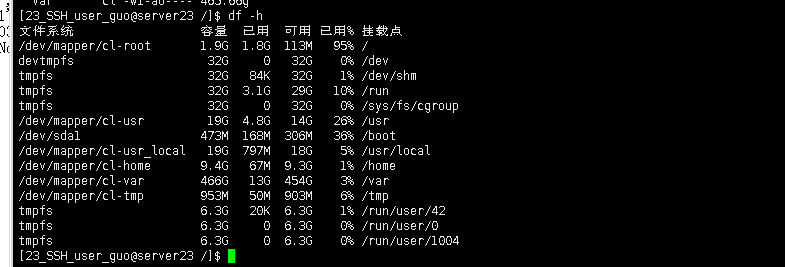 var cl -wi-ao---- 465.66g
[23_SSH_user_guo@server23 /]$ df -h
文件系统 容量 已用 可用 已用% 挂载点
/dev/mapper/cl-root 1.9G 1.8G 113M 95% /
devtmpfs 32G 0 32G 0% /dev
tmpfs 32G 84K 32G 1% /dev/shm
tmpfs 32G 3.1G 29G 10% /run
tmpfs 32G 0 32G 0% /sys/fs/cgroup
/dev/mapper/cl-usr 19G 4.8G 14G 26% /usr
/dev/sda1 473M 168M 306M 36% /boot
/dev/mapper/cl-usr_local 19G 797M 18G 5% /usr/local
/dev/mapper/cl-home 9.4G 67M 9.3G 1% /home
/dev/mapper/cl-var 466G 13G 454G 3% /var
/dev/mapper/cl-tmp 953M 50M 903M 6% /tmp
tmpfs 6.3G 20K 6.3G 1% /run/user/42
tmpfs 6.3G 0 6.3G 0% /run/user/0
tmpfs 6.3G 0 6.3G 0% /run/user/1004
[23_SSH_user_guo@server23 /]$